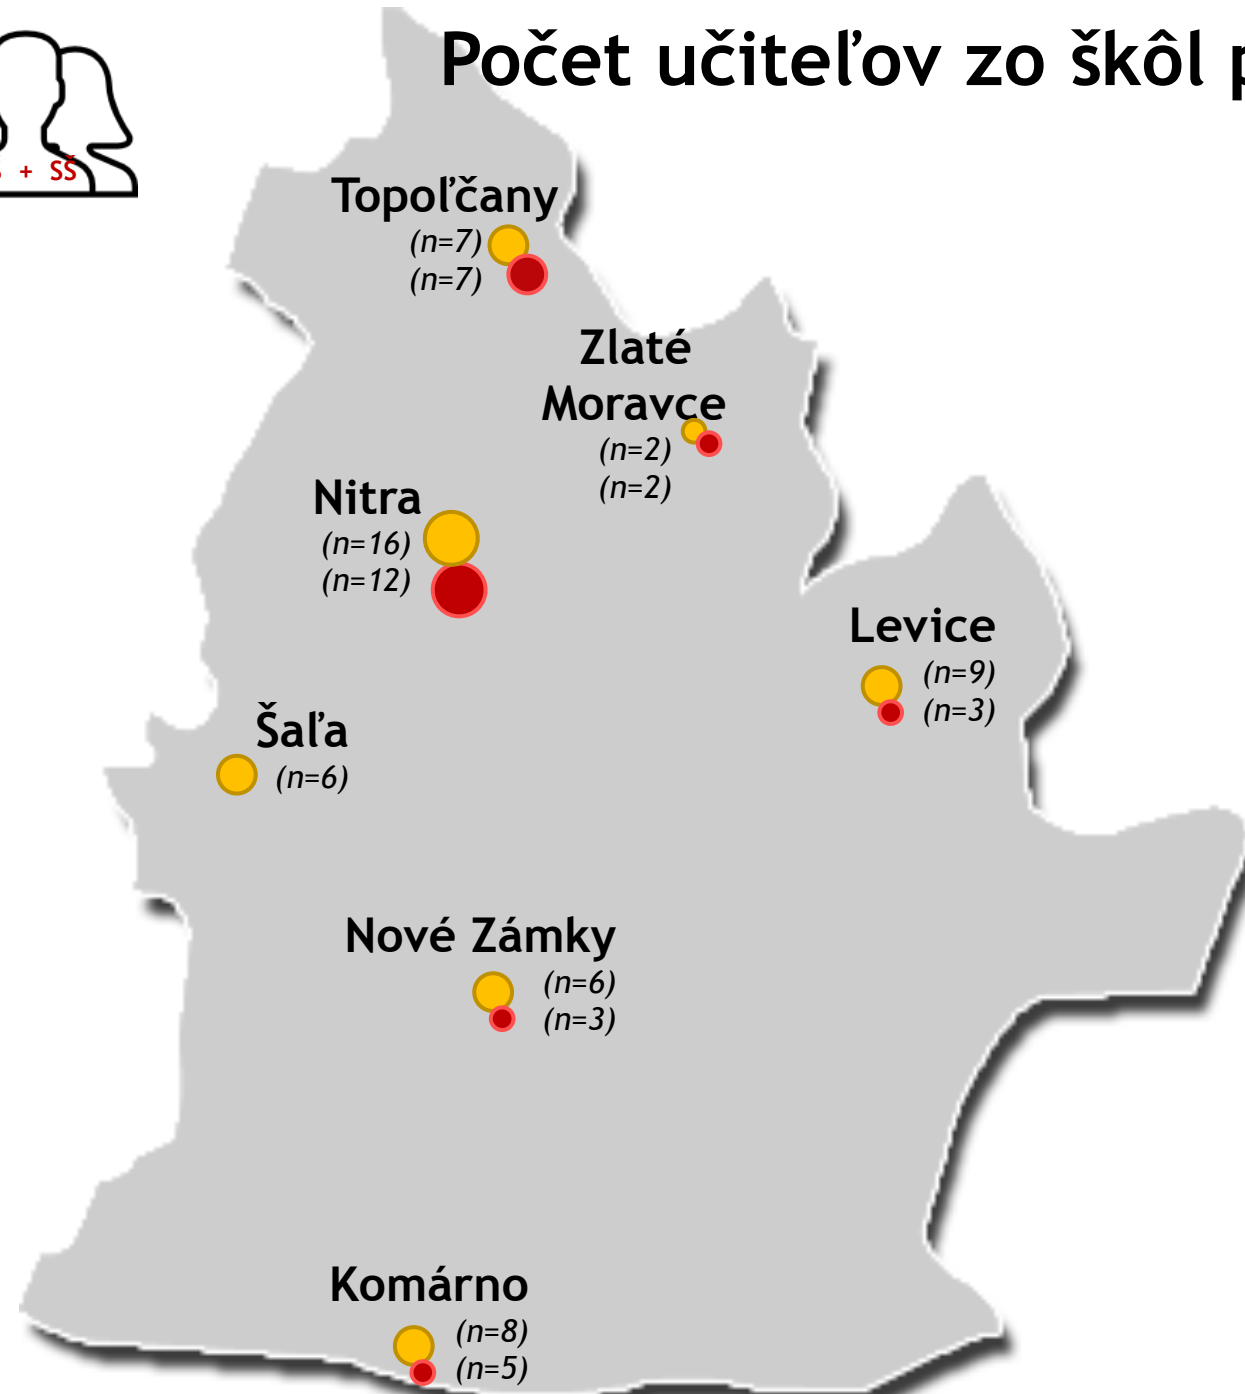 Počet učiteľov zo škôl
+ SŠ
Topoľčany
(n=7)
(n=7)
Zlaté
Moravce
(n=2)
(n=2)
Nitra
(n=16)
(n=12)
Levice
(n=9)
(n=3)
Šaľa
(n=6)
Nové Zámky
(n=6)
(n=3)
Komárno
(n=8)
(n=5)